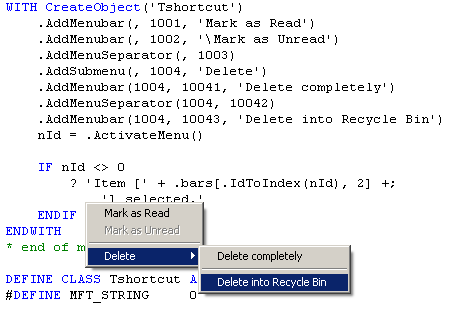 WITH CreateObject('Tshortcut')
.AddMenubar(, 1001, 'Mark as Read')
.AddMenubar(, 1002, '\Mark as Unread')
.AddMenuSeparator(, 1003)
.AddSubmenu(, 1004, 'Delete')
.AddMenubar(1004, 10041, 'Delete completely')
.AddMenuSeparator(1004, 10042)
.AddMenubar(1004, 10043, 'Delete into Recycle Bin')
nId = .ActivateMenu()
IF nId <> 0
? 'Item [' + .bars[.IdToIndex(nId), 2] +;
'] selected.'
ENDIF
Mark as Read
ENDWITH
Mark as Unread
* end of m
Delete
Delete completely
DEFINE CLASS Tshortcut A
Delete into Recycle Bin
#DEFINE MFT_STRING 0